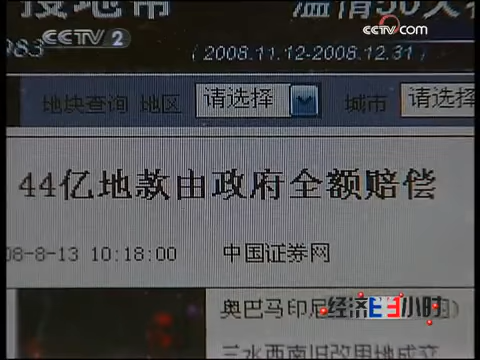 接地市
温情30天
CCTV 2
cctv.com
983
(2008.11.12-2008.12.31)
地块查询 地区 请选择 城市 请选择
44亿地款由政府全额赔偿
08-8-13 10:18:00 中国证券网
奥巴马印尼
经济半小时
三水西南旧改用地成交